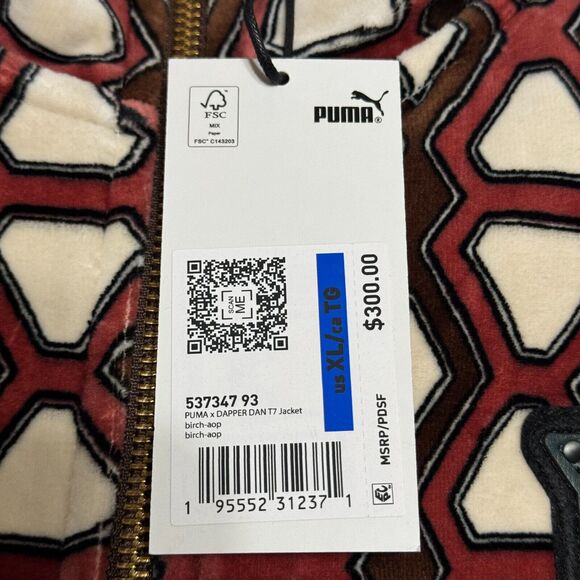 FSC
MIX
Paper
FSC® C143203
PUMA®
SCAN
ME
us XL/ca TG
$300.00
MSRP/PDSF
537347 93
PUMA x DAPPER DAN T7 Jacket
birch-aop
birch-aop
1 95552 31237 1